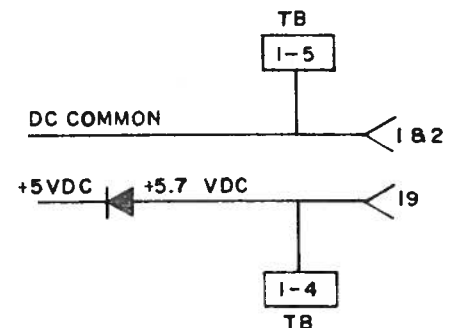 TB
1-5
DC COMMON
1 & 2
+5VDC
+5.7 VDC
19
1-4
TB